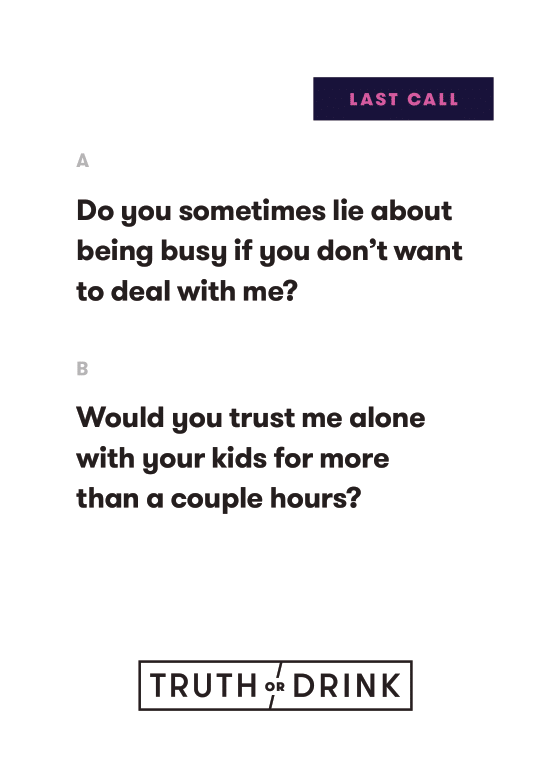 LAST CALL
A
Do you sometimes lie about
being busy if you don’t want
to deal with me?
B
Would you trust me alone
with your kids for more
than a couple hours?
TRUTH OR DRINK